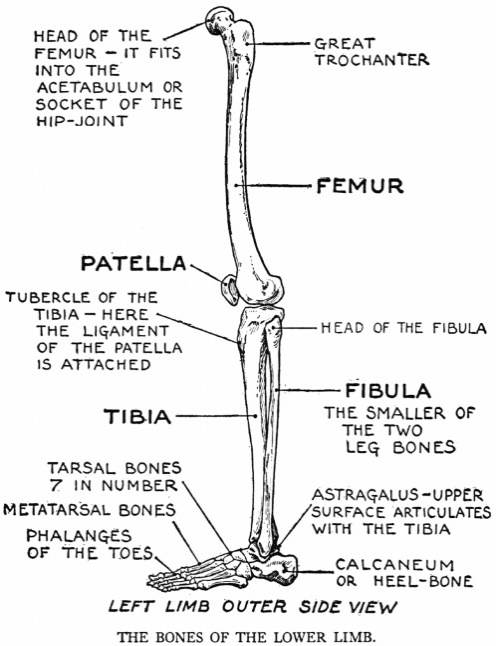 HEAD OF THE
FEMUR – IT FITS
INTO THE
ACETABULUM OR
SOCKET OF THE
HIP-JOINT
GREAT
TROCHANTER
FEMUR
PATELLA
TUBERCLE OF THE
TIBIA – HERE
THE LIGAMENT
OF THE PATELLA
IS ATTACHED
HEAD OF THE FIBULA
FIBULA
THE SMALLER OF
THE TWO
LEG BONES
TIBIA
TARSAL BONES
7 IN NUMBER
METATARSAL BONES
PHALANGES
OF THE TOES
ASTRAGALUS – UPPER
SURFACE ARTICULATES
WITH THE TIBIA
CALCANEUM
OR HEEL-BONE
LEFT LIMB OUTER SIDE VIEW
THE BONES OF THE LOWER LIMB.